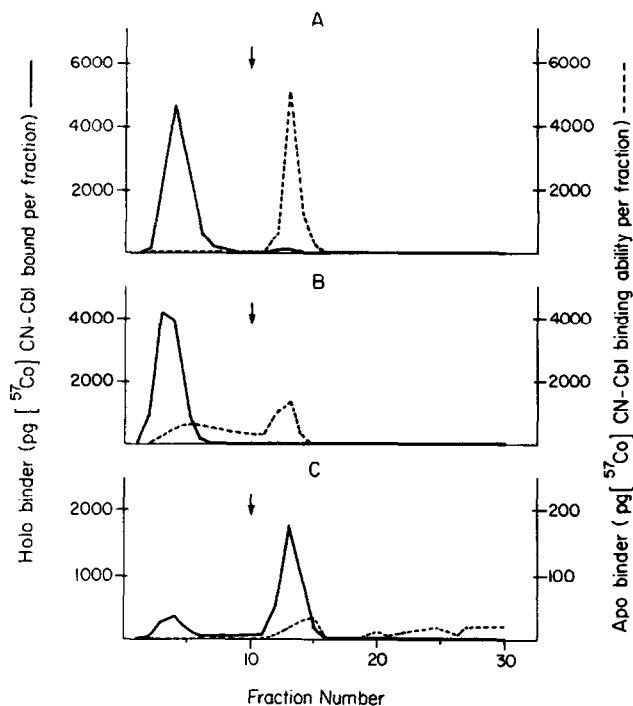 A
6000
4000
2000
6000
4000
2000
B
4000
2000
4000
2000
C
2000
1000
200
100
10
20
30
Fraction Number
Holo binder (pg [ ⁵⁷Co] CN-Cbl bound per fraction)
Apo binder ( pg[ ⁵⁷Co] CN-Cbl binding ability per fraction)